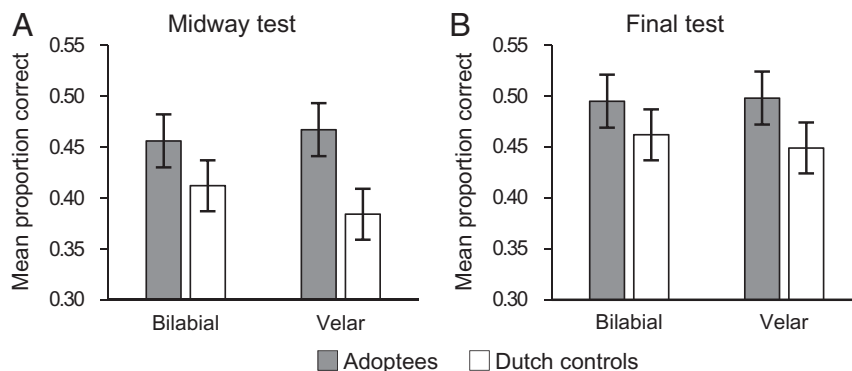 A Midway test
Mean proportion correct
0.55
0.50
0.45
0.40
0.35
0.30
Bilabial Velar
B Final test
Mean proportion correct
0.55
0.50
0.45
0.40
0.35
0.30
Bilabial Velar
Adoptees Dutch controls